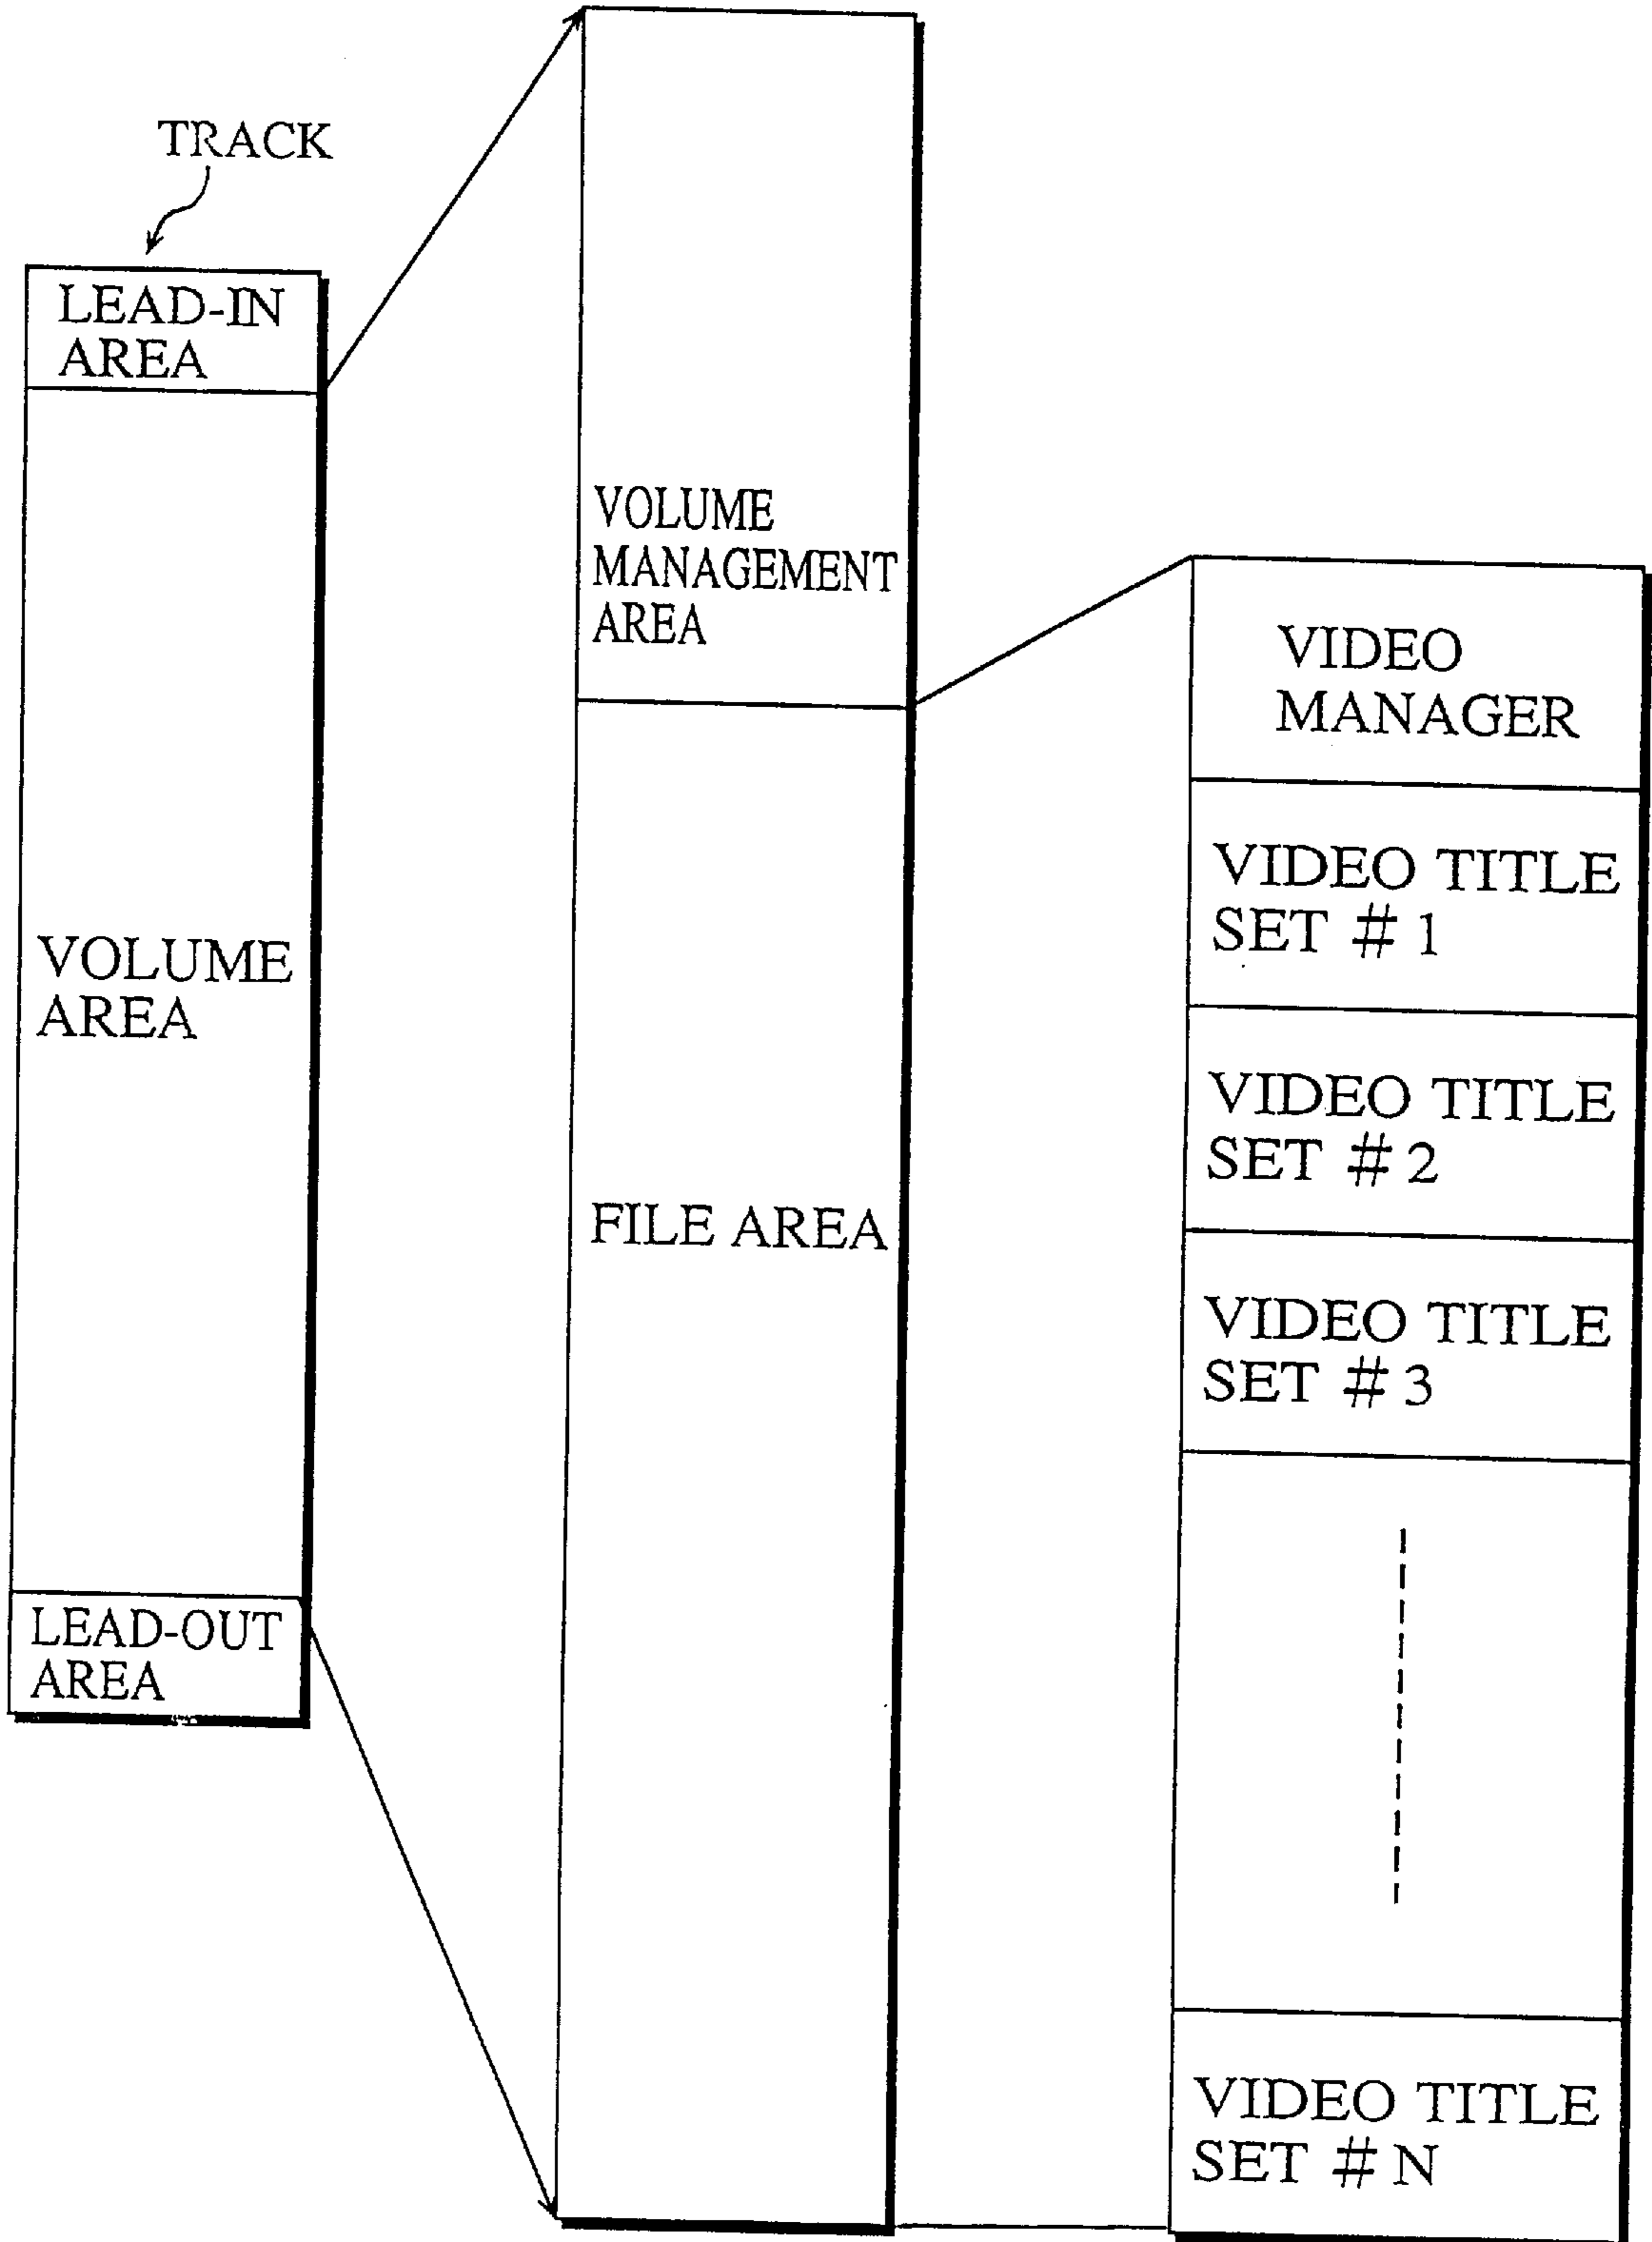 TRACK
LEAD-IN
AREA
VOLUME
AREA
LEAD-OUT
AREA
VOLUME
MANAGEMENT
AREA
FILE AREA
VIDEO
MANAGER
VIDEO TITLE
SET # 1
VIDEO TITLE
SET # 2
VIDEO TITLE
SET # 3
VIDEO TITLE
SET # N